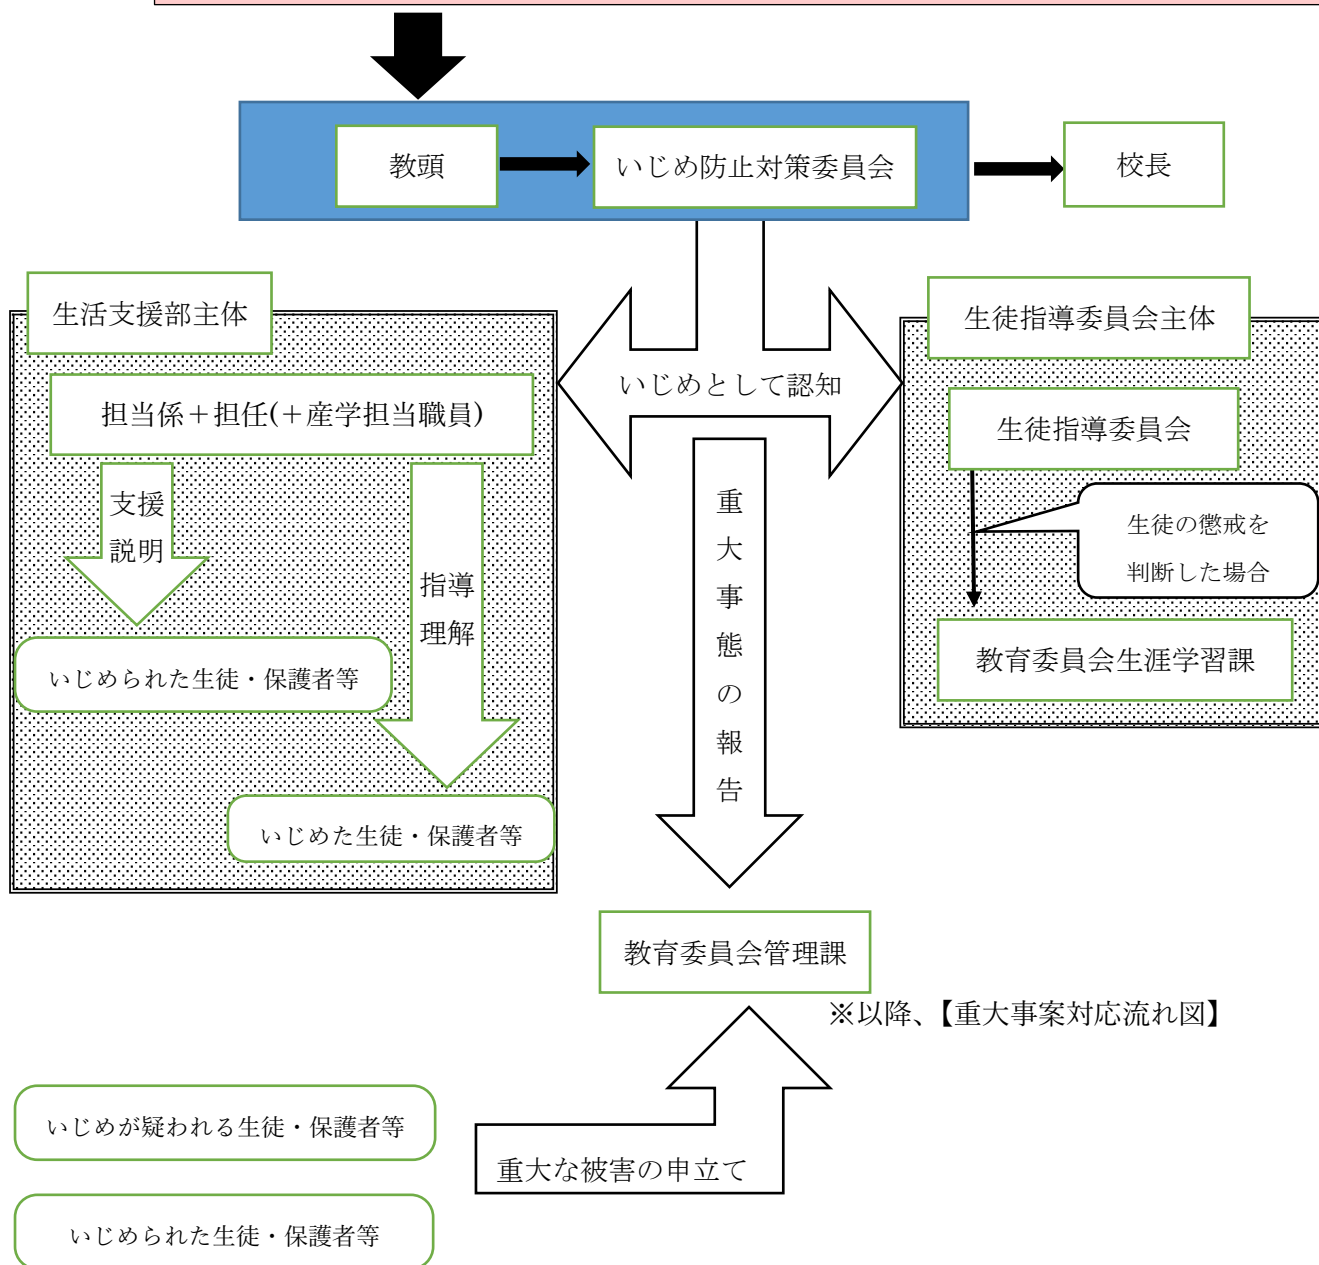 教頭
いじめ防止対策委員会
校長
生活支援部主体
担当係＋担任(＋産学担当職員)
支援
説明
指導
理解
いじめられた生徒・保護者等
いじめた生徒・保護者等
いじめとして認知
重大事態の報告
生徒指導委員会主体
生徒指導委員会
生徒の懲戒を
判断した場合
教育委員会生涯学習課
教育委員会管理課
※以降、【重大事案対応流れ図】
いじめが疑われる生徒・保護者等
重大な被害の申立て
いじめられた生徒・保護者等